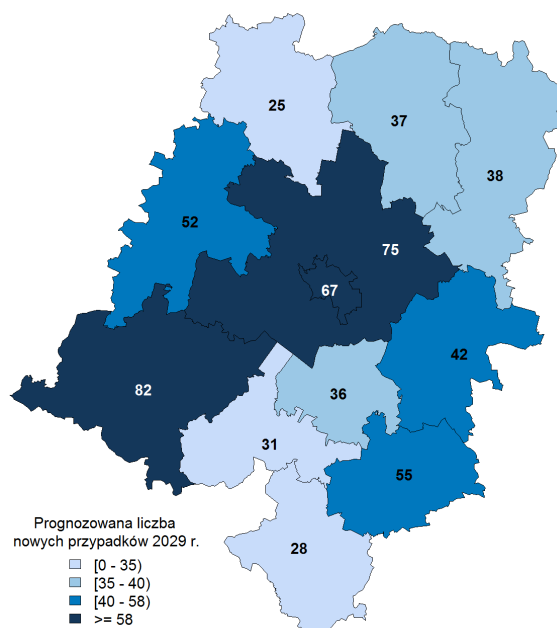 25
37
38
52
75
67
42
82
36
31
55
28
Prognozowana liczba
nowych przypadków 2029 r.
[0 - 35)
[35 - 40)
[40 - 58)
>= 58